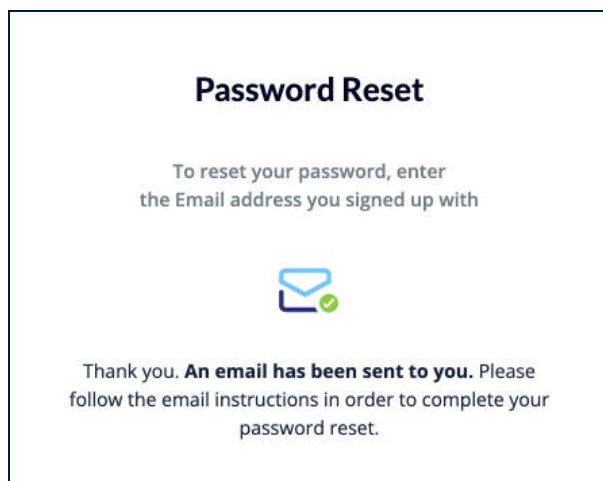 Password Reset
To reset your password, enter
the Email address you signed up with
Thank you. An email has been sent to you. Please
follow the email instructions in order to complete your
password reset.